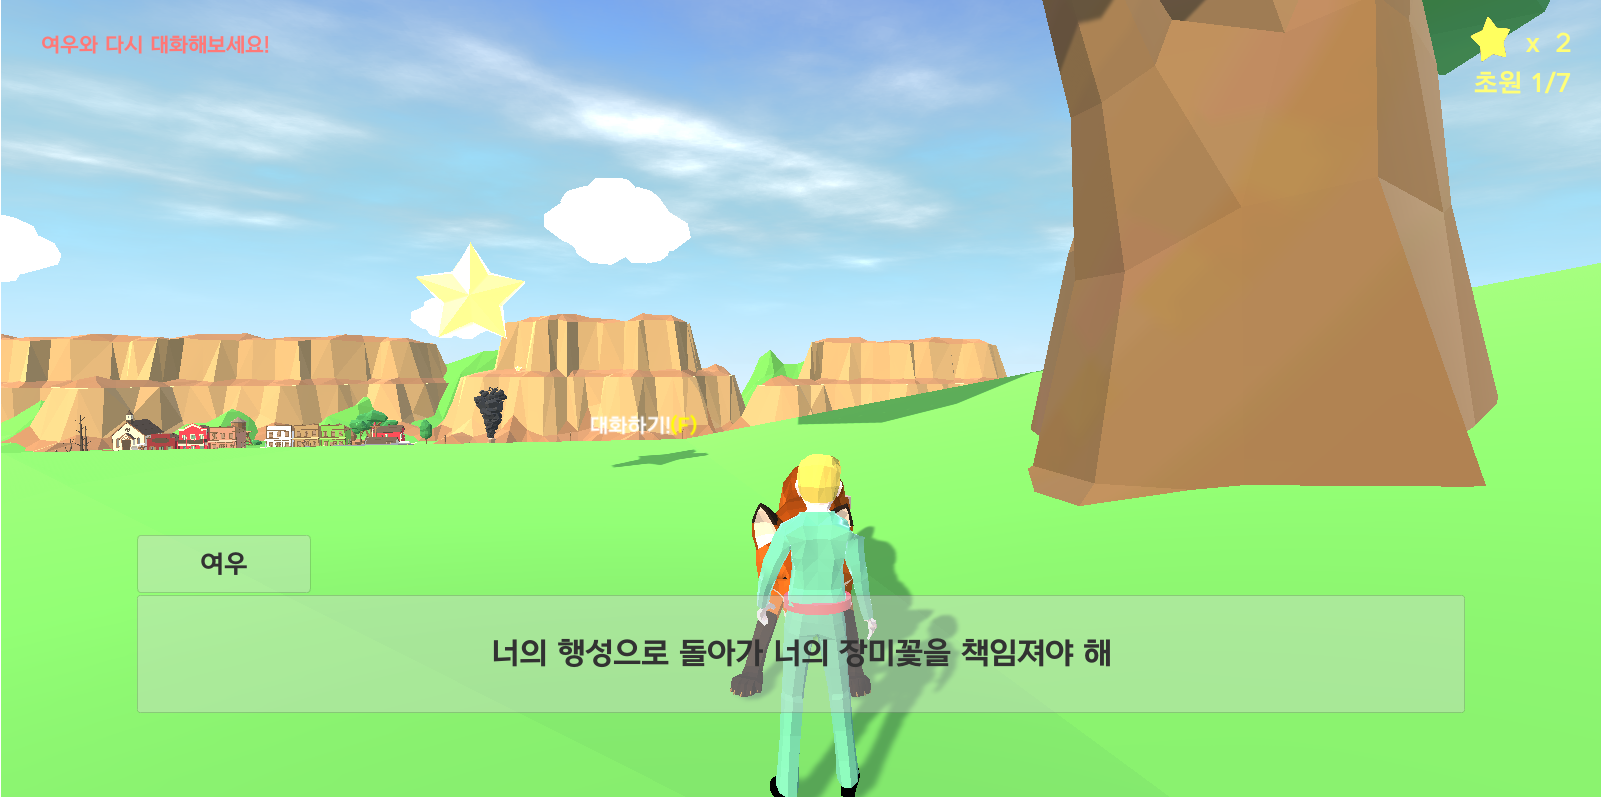 여우와 다시 대화해보세요!
x 2
초원 1/7
대화하기!(F)
여우
너의 행성으로 돌아가 너의 장미꽃을 책임져야 해